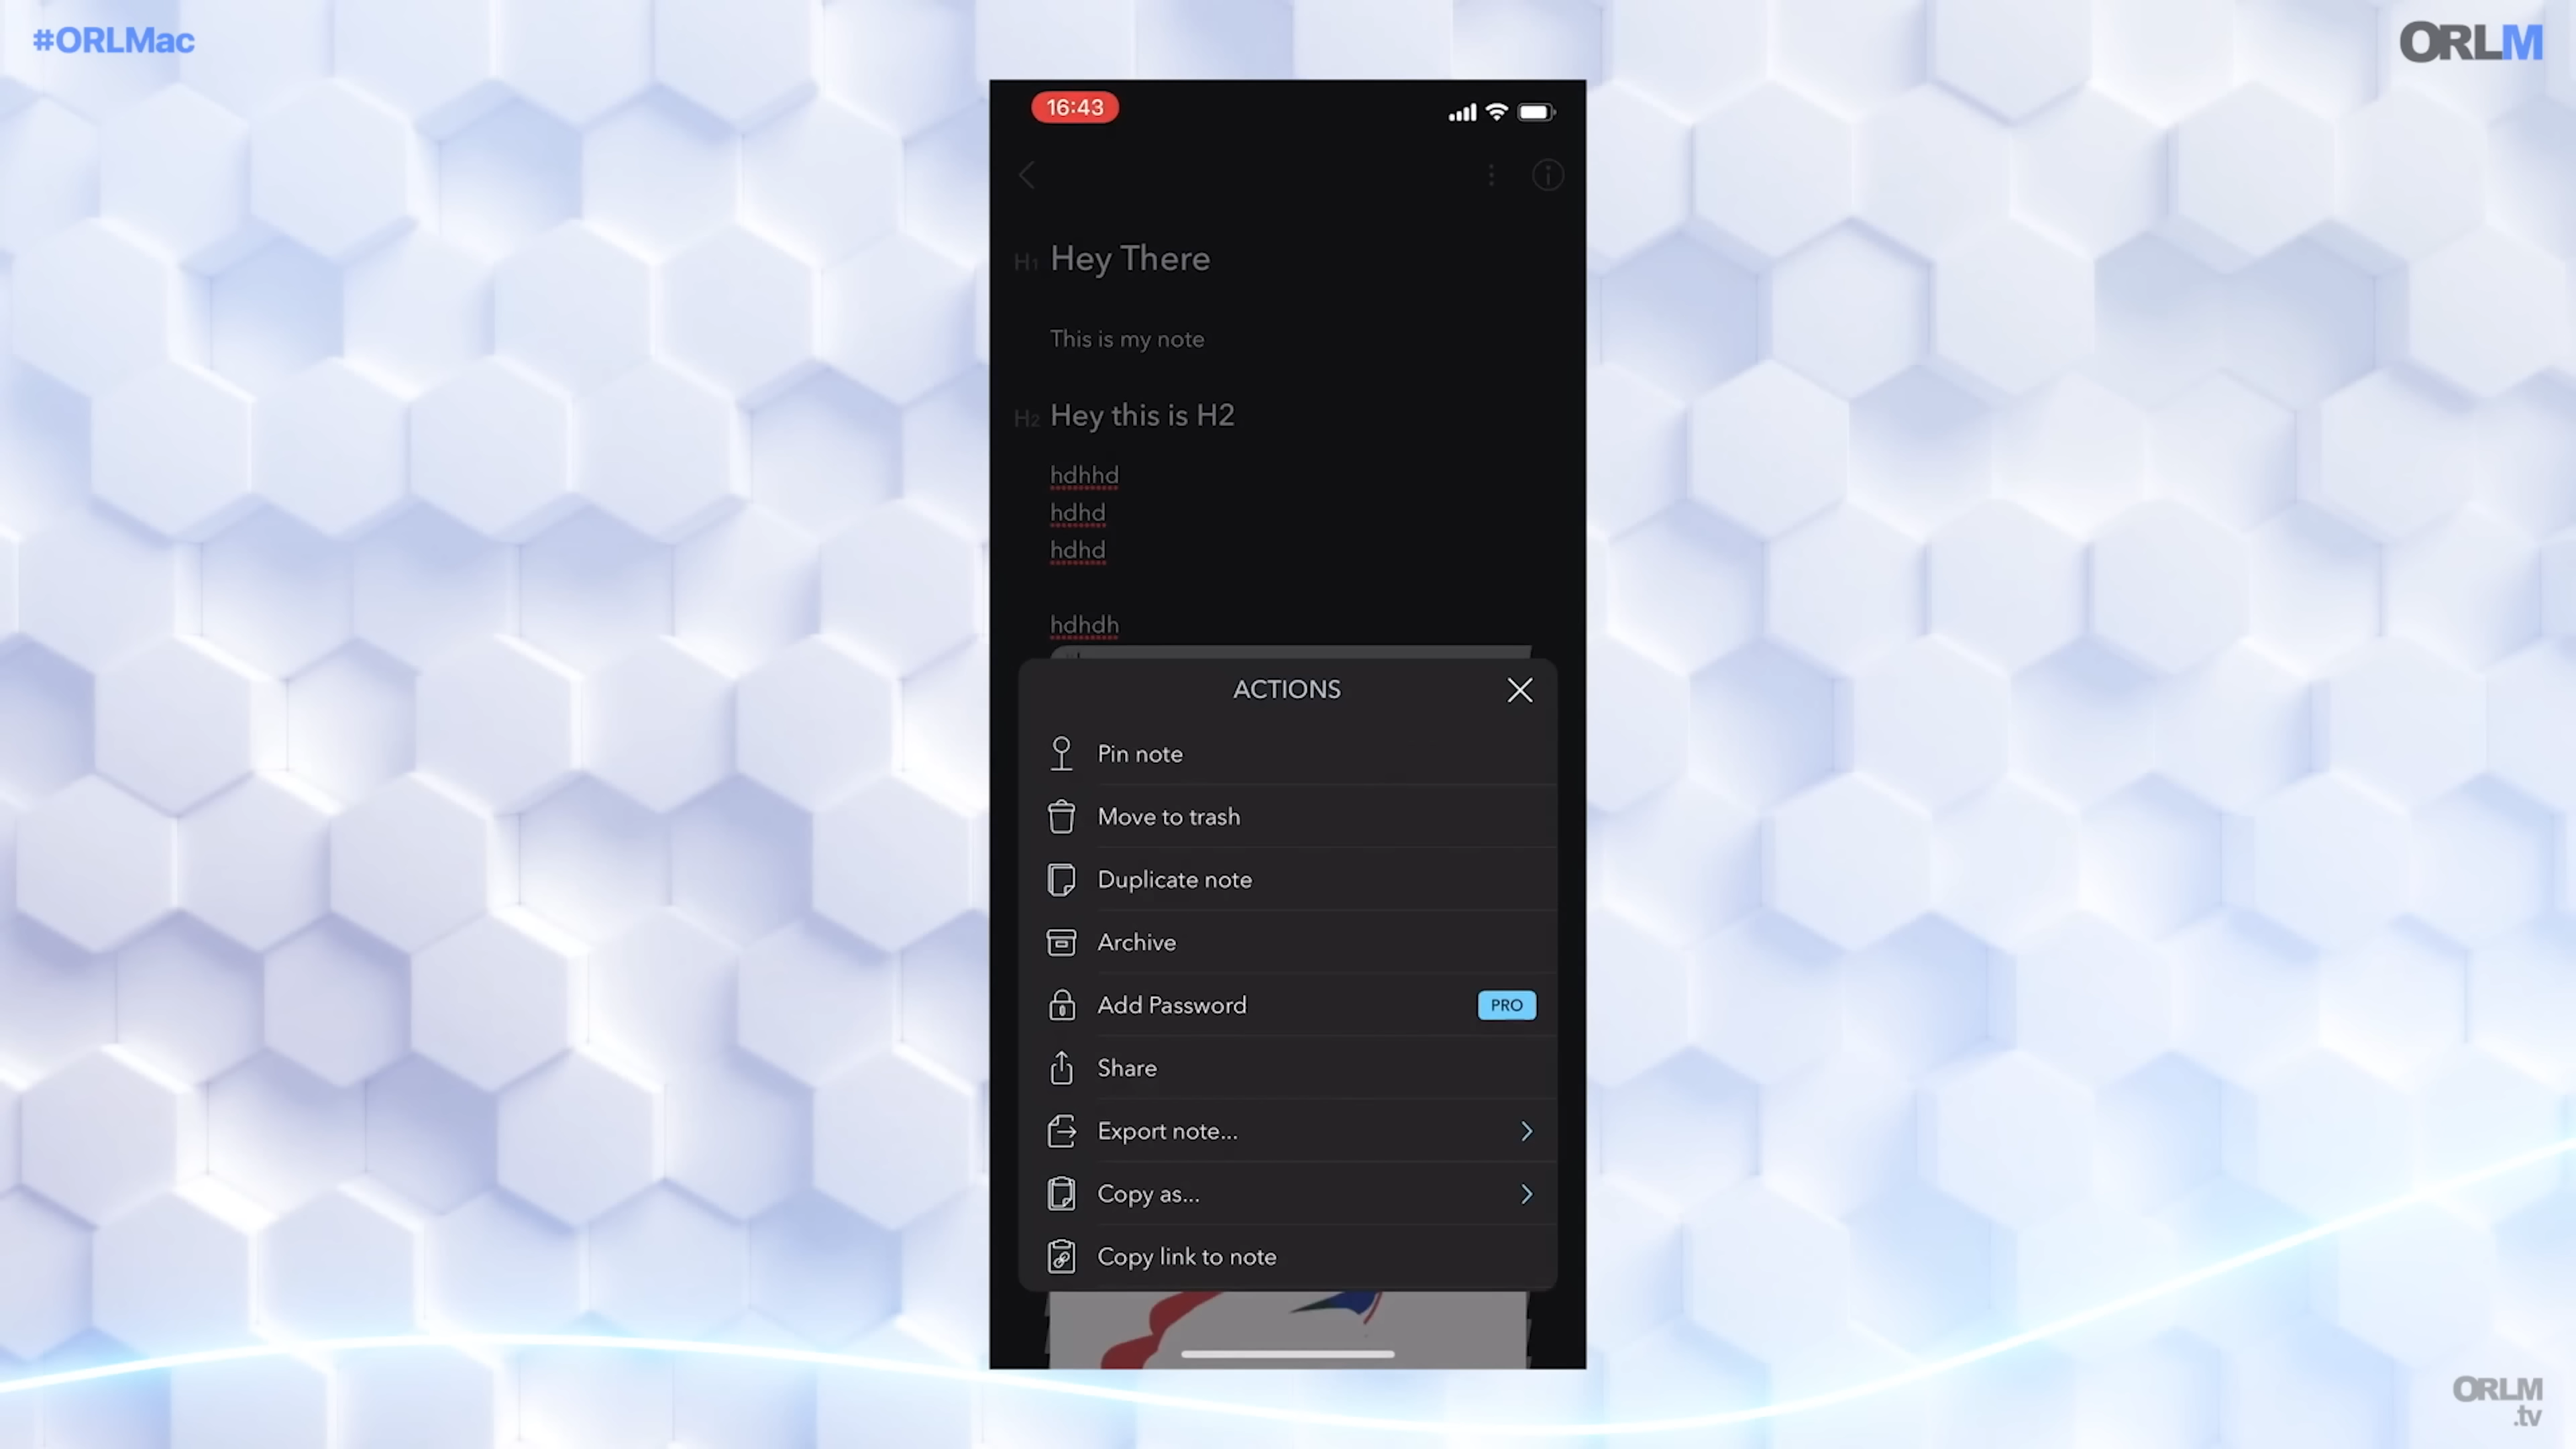 #ORLMac
ORLM
16:43
H1 Hey There
This is my note
H2 Hey this is H2
hdhhd
hdhd
hdhd
hdhdh
ACTIONS
Pin note
Move to trash
Duplicate note
Archive
Add Password
PRO
Share
Export note...
Copy as...
Copy link to note
ORLM
.tv